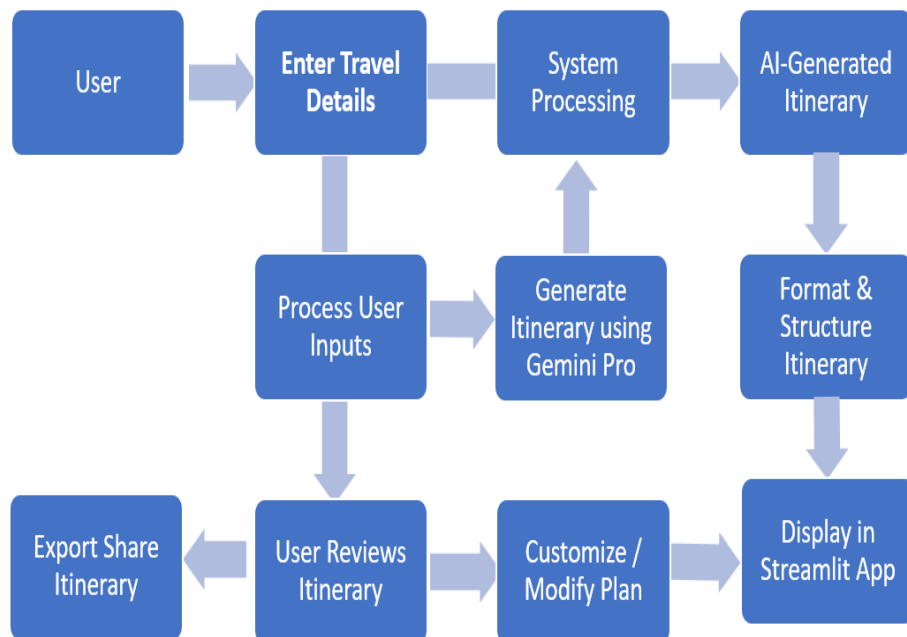 User
Enter Travel
Details
System
Processing
AI-Generated
Itinerary
Process User
Inputs
Generate
Itinerary using
Gemini Pro
Format &
Structure
Itinerary
Export Share
Itinerary
User Reviews
Itinerary
Customize /
Modify Plan
Display in
Streamlit App